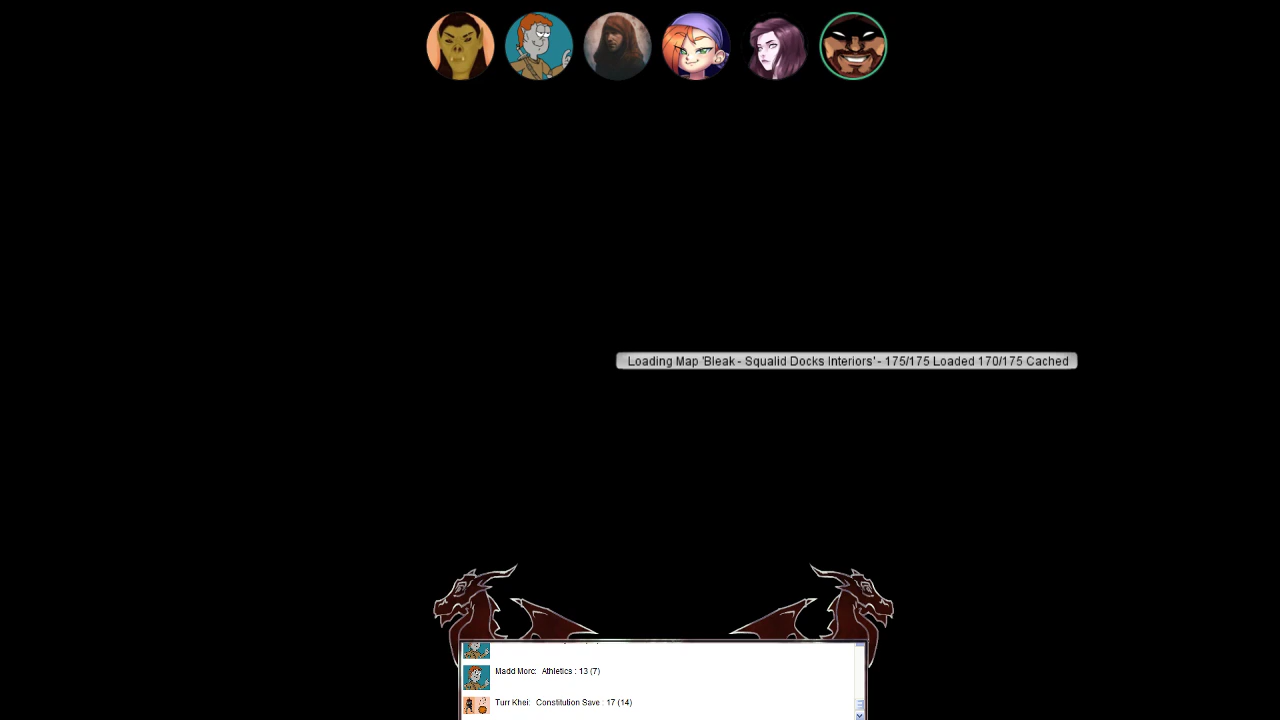 Loading Map 'Bleak - Squalid Docks Interiors' - 175/175 Loaded 170/175 Cached
Madd Morc: Athletics : 13 (7)
Turr Khei: Constitution Save : 17 (14)